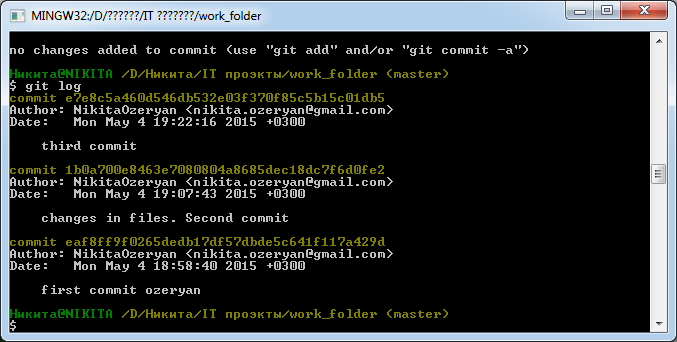 MINGW32:/D/??????/IT ???????/work_folder
no changes added to commit (use "git add" and/or "git commit -a")
Никита@NIKITA /D/Никита/IT проэкты/work_folder (master)
$ git log
commit e7e8c5a460d546db532e03f370f85c5b15c01db5
Author: NikitaOzeryan <nikita.ozeryan@gmail.com>
Date:   Mon May 4 19:22:16 2015 +0300
third commit
commit 1b0a700e8463e7080804a8685dec18dc7f6d0fe2
Author: NikitaOzeryan <nikita.ozeryan@gmail.com>
Date:   Mon May 4 19:07:43 2015 +0300
changes in files. Second commit
commit eaf8ff9f0265dedb17df57dbde5c641f117a429d
Author: NikitaOzeryan <nikita.ozeryan@gmail.com>
Date:   Mon May 4 18:58:40 2015 +0300
first commit ozeryan
Никита@NIKITA /D/Никита/IT проэкты/work_folder (master)
$